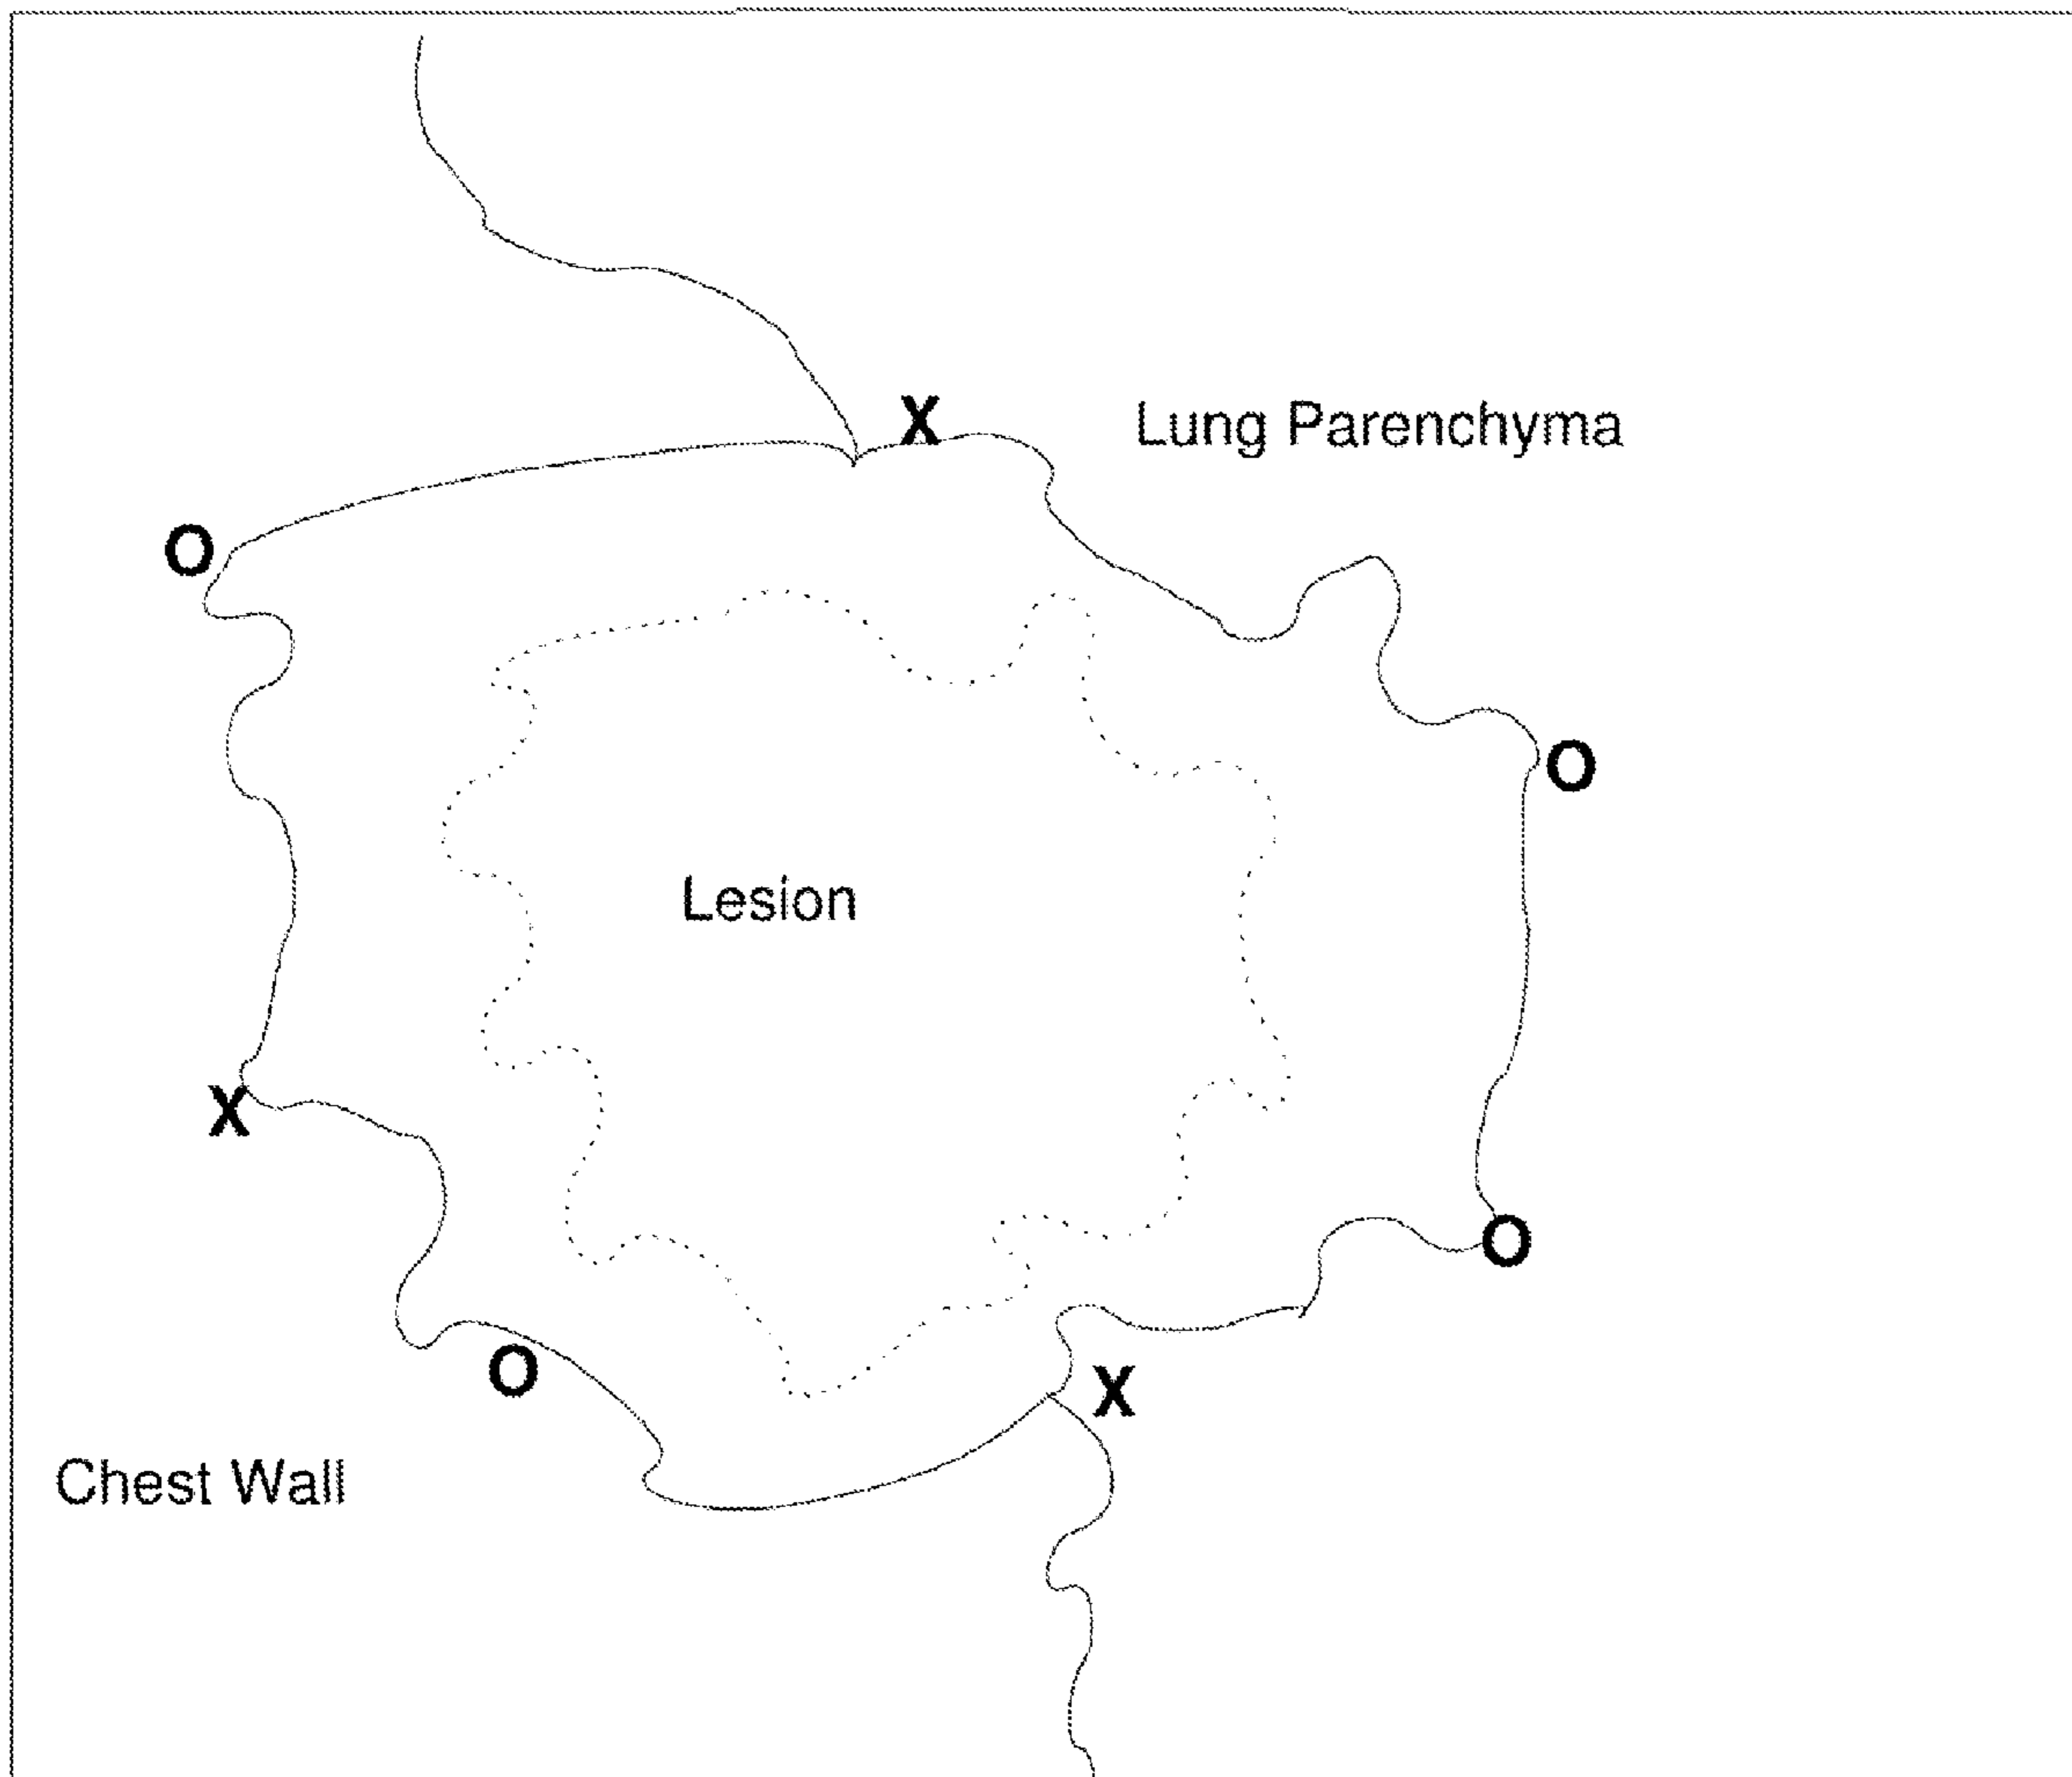 X
Lung Parenchyma
O
O
Lesion
X
O
O
X
Chest Wall